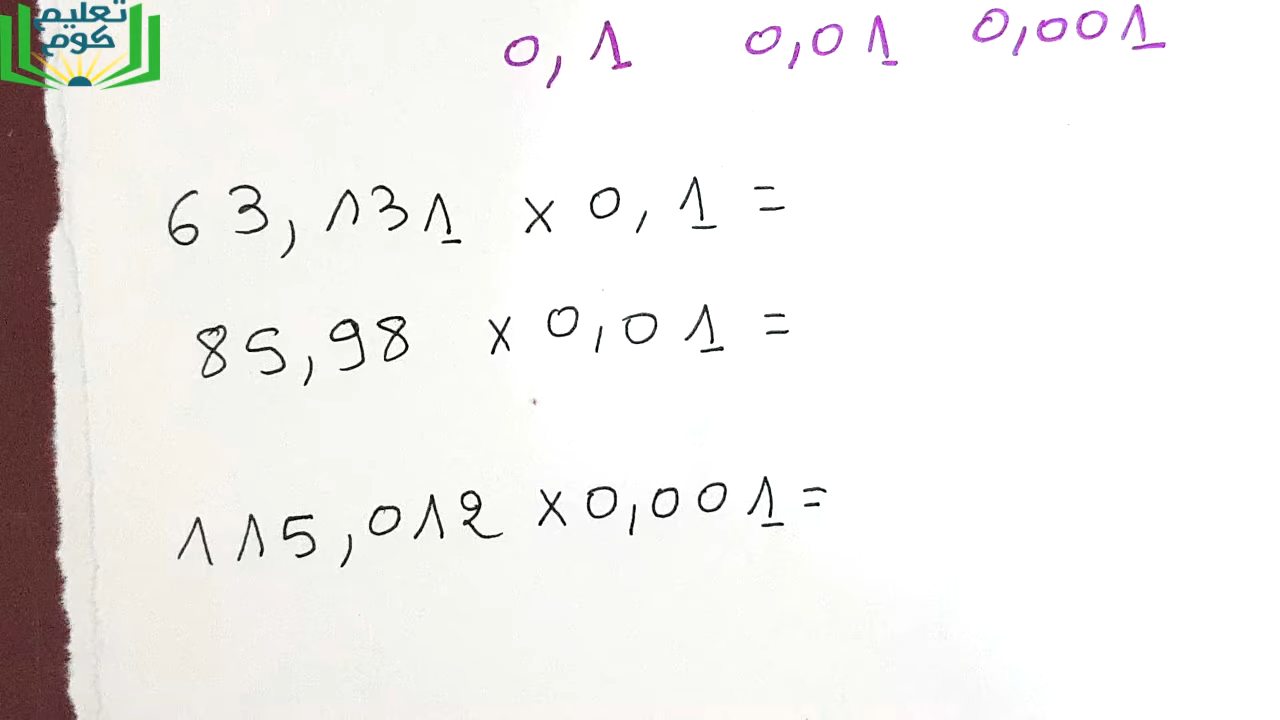 تعليم
كوم
0,1 0,01 0,001
63,131 x 0,1 =
85,98 x 0,01 =
115,012 x 0,001 =